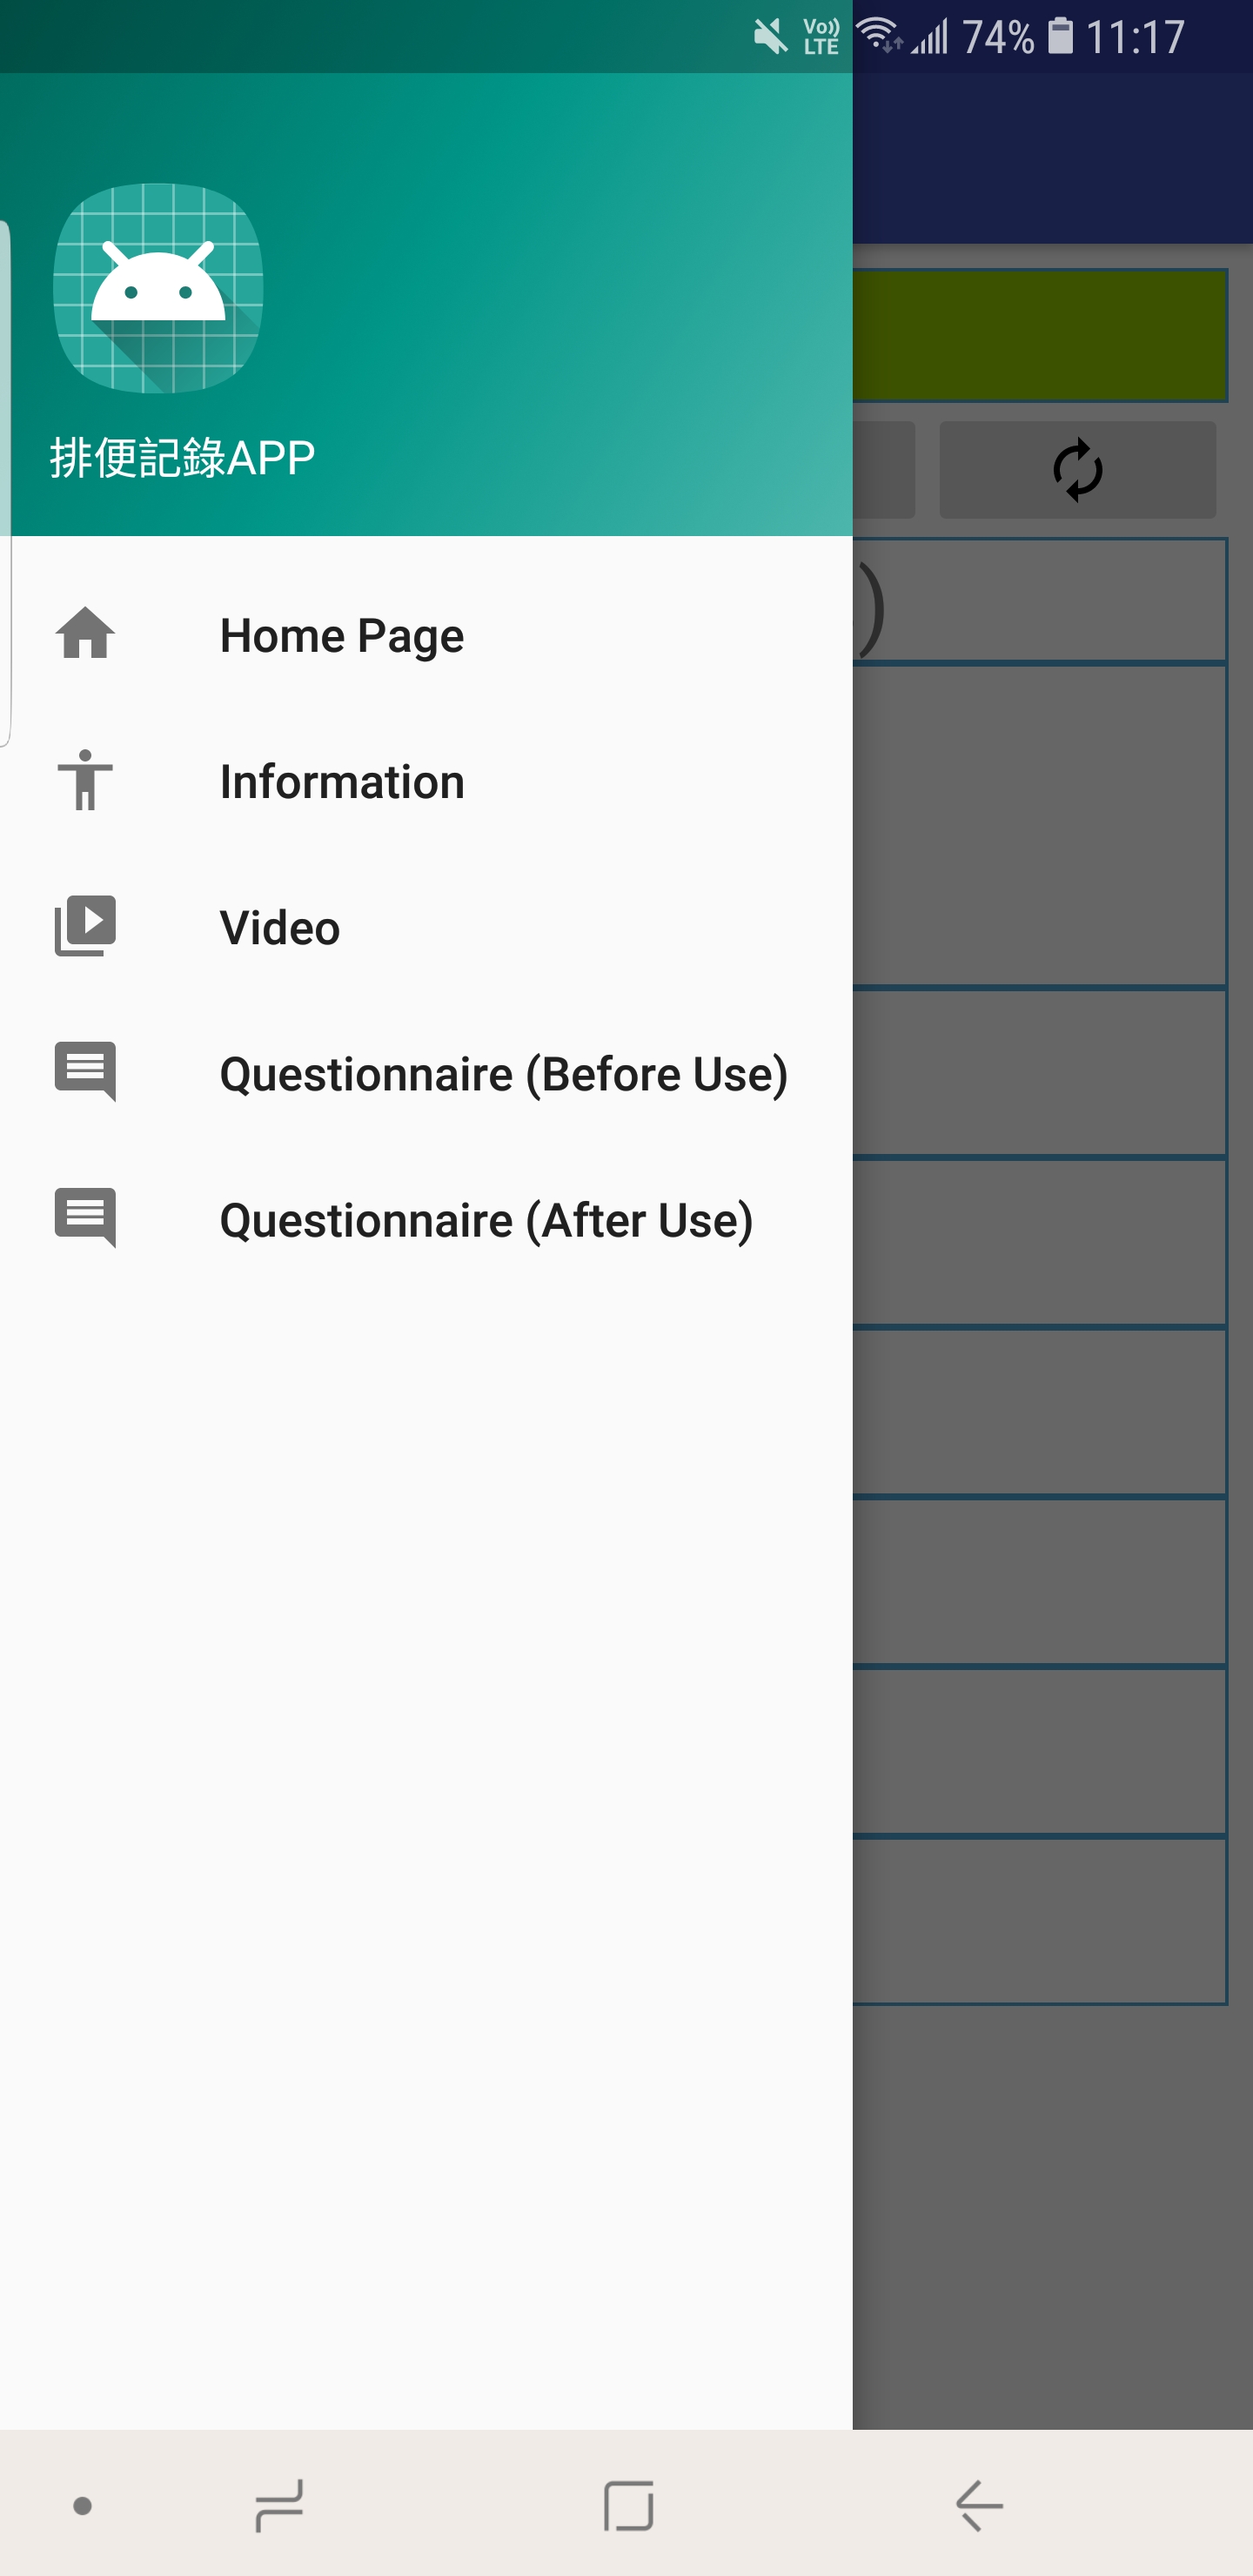 Vo)) LTE 74% 11:17
排便記錄APP
)
Home Page
Information
Video
Questionnaire (Before Use)
Questionnaire (After Use)